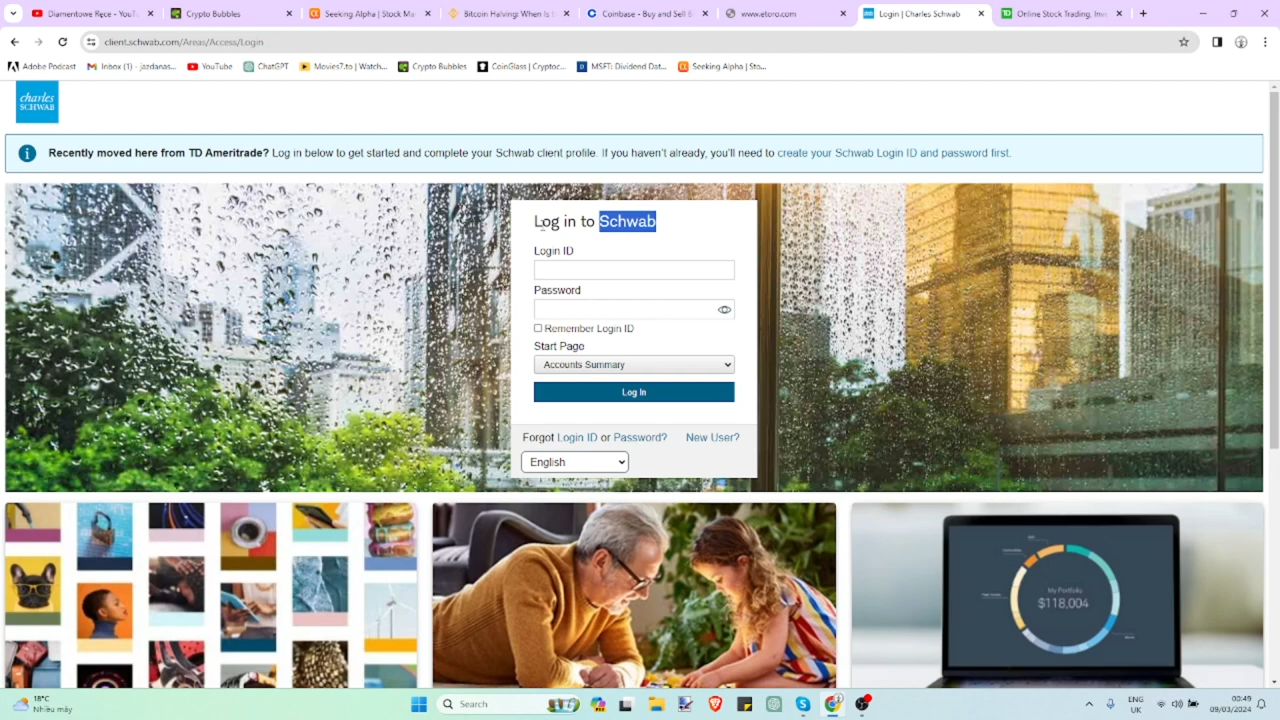 Diamentowe Ręce - YouT
Crypto Bubbles
Seeking Alpha | Stock Ma
Bitcoin Halving: When Is t
Coinbase - Buy and Sell B
www.etoro.com
Login | Charles Schwab
Online Stock Trading, Inve
client.schwab.com/Areas/Access/Login
Adobe Podcast
Inbox (1) - jazdanas...
YouTube
ChatGPT
Movies7.to | Watch...
Crypto Bubbles
CoinGlass | Cryptoc...
MSFT: Dividend Dat...
Seeking Alpha | Sto...
charles
SCHWAB
Recently moved here from TD Ameritrade? Log in below to get started and complete your Schwab client profile. If you haven't already, you'll need to create your Schwab Login ID and password first.
Log in to Schwab
Login ID
Password
Remember Login ID
Start Page
Accounts Summary
Log In
Forgot Login ID or Password? New User?
English
My Portfolio
$118,004
18°C
Nhiều mây
Search
ENG
UK
00:49
09/03/2024